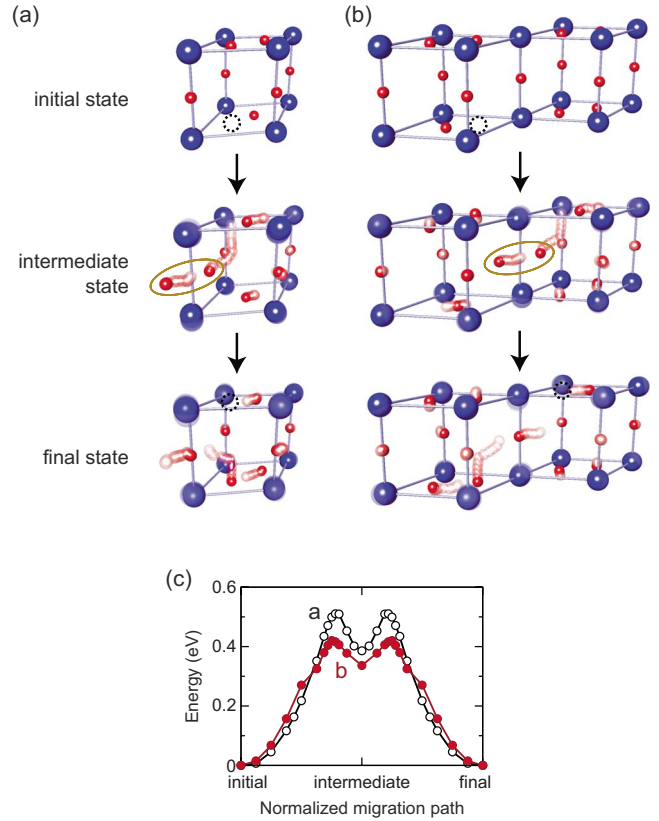 (a)
(b)
initial state
intermediate
state
final state
(c)
0.6
0.4
0.2
0
Energy (eV)
a
b
initial
intermediate
final
Normalized migration path